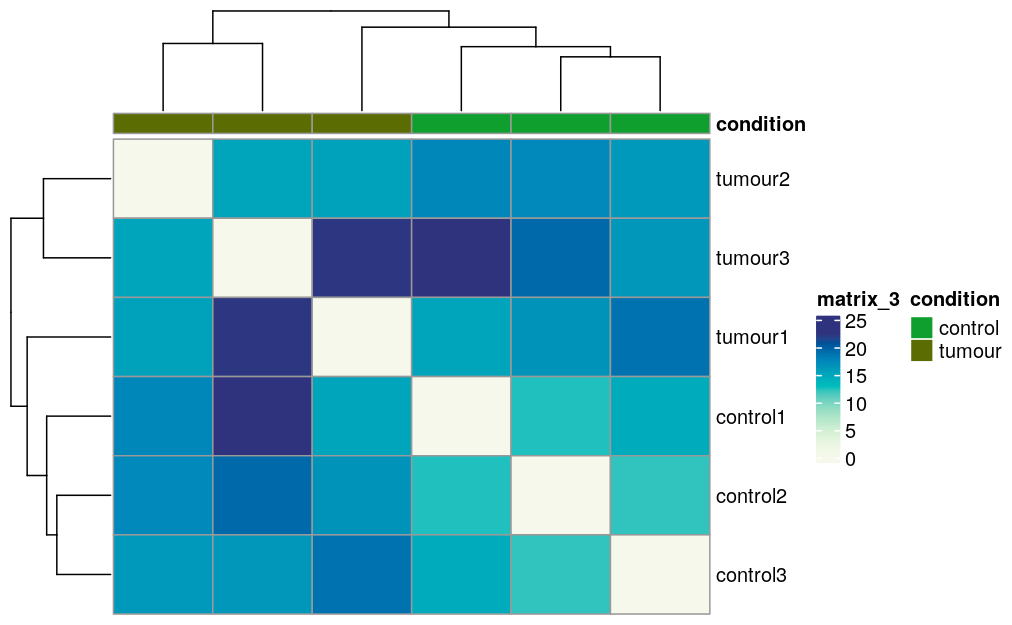 condition
tumour2
tumour3
tumour1
control1
control2
control3
matrix_3
25
20
15
10
5
0
condition
control
tumour